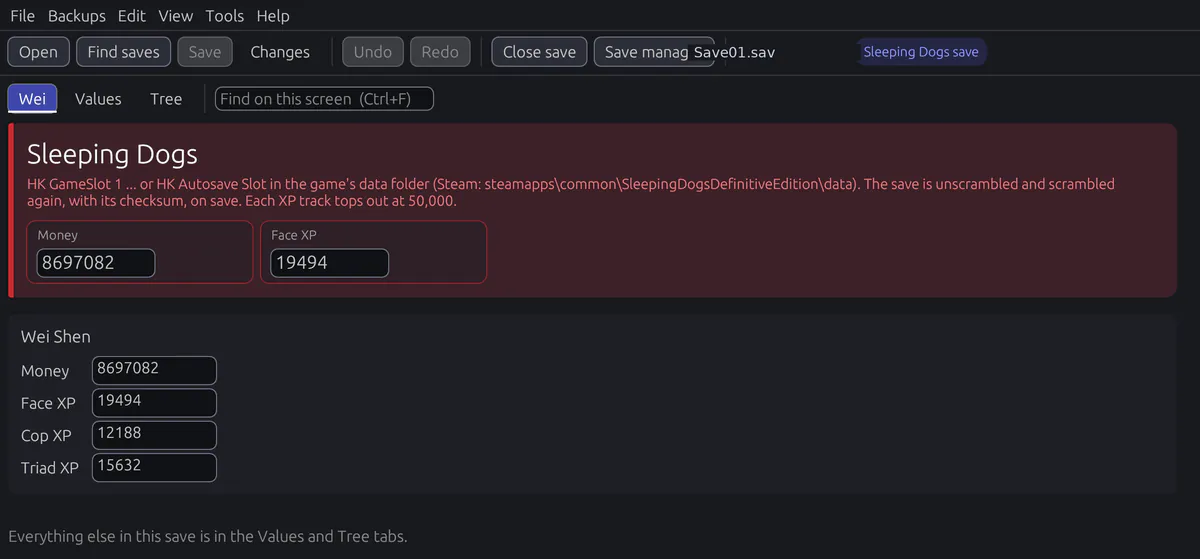 File Backups Edit View Tools Help
Open Find saves Save Changes Undo Redo Close save Save manag Save01.sav Sleeping Dogs save
Wei Values Tree Find on this screen (Ctrl+F)
Sleeping Dogs
HK GameSlot 1 ... or HK Autosave Slot in the game's data folder (Steam: steamapps\common\SleepingDogsDefinitiveEdition\data). The save is unscrambled and scrambled
again, with its checksum, on save. Each XP track tops out at 50,000.
Money Face XP
8697082 19494
Wei Shen
Money 8697082
Face XP 19494
Cop XP 12188
Triad XP 15632
Everything else in this save is in the Values and Tree tabs.